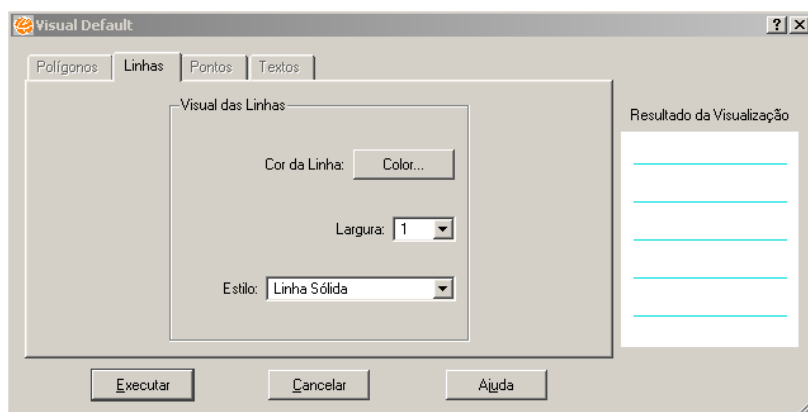 Visual Default
Polígonos Linhas Pontos Textos
Visual das Linhas
Resultado da Visualização
Cor da Linha: Color...
Largura: 1
Estilo: Linha Sólida
Executar Cancelar Ajuda